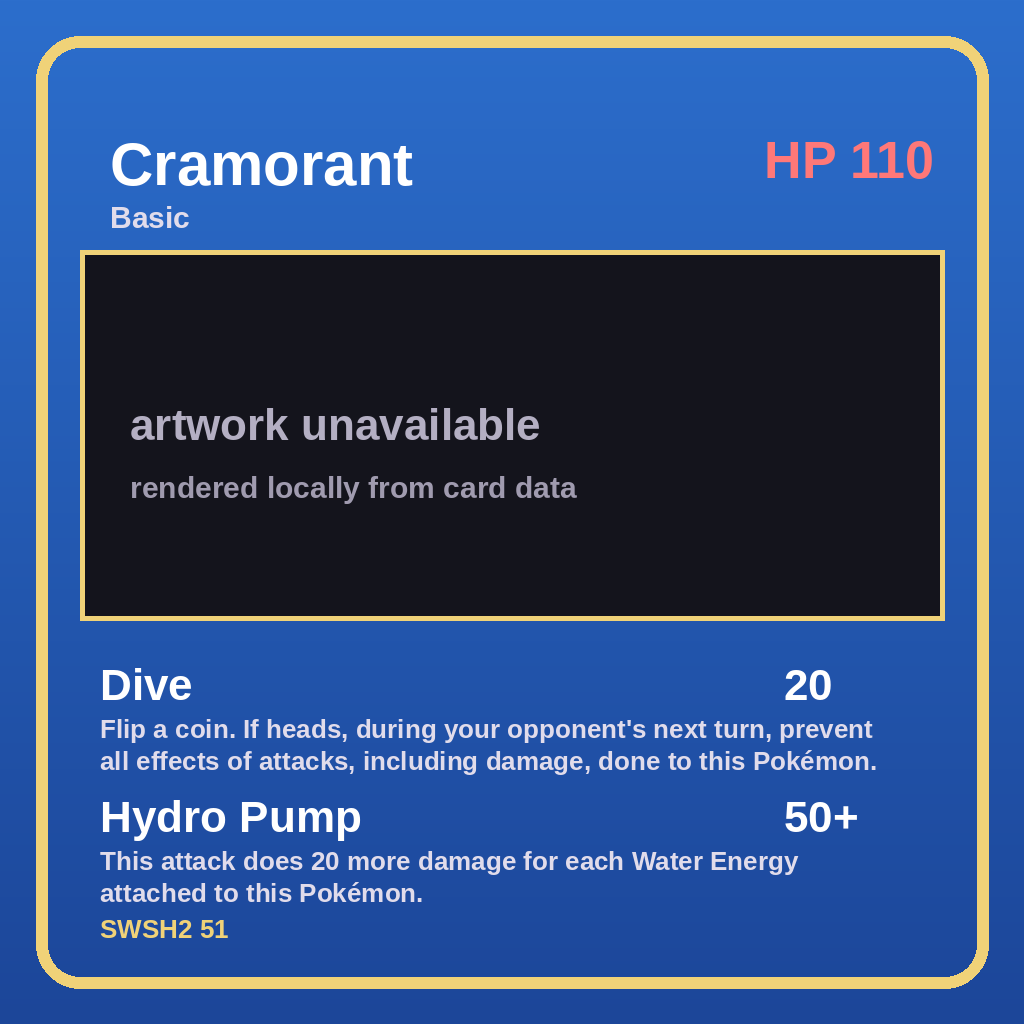 Cramorant
HP 110
Basic
artwork unavailable
rendered locally from card data
Dive
20
Flip a coin. If heads, during your opponent's next turn, prevent
all effects of attacks, including damage, done to this Pokémon.
Hydro Pump
50+
This attack does 20 more damage for each Water Energy
attached to this Pokémon.
SWSH2 51